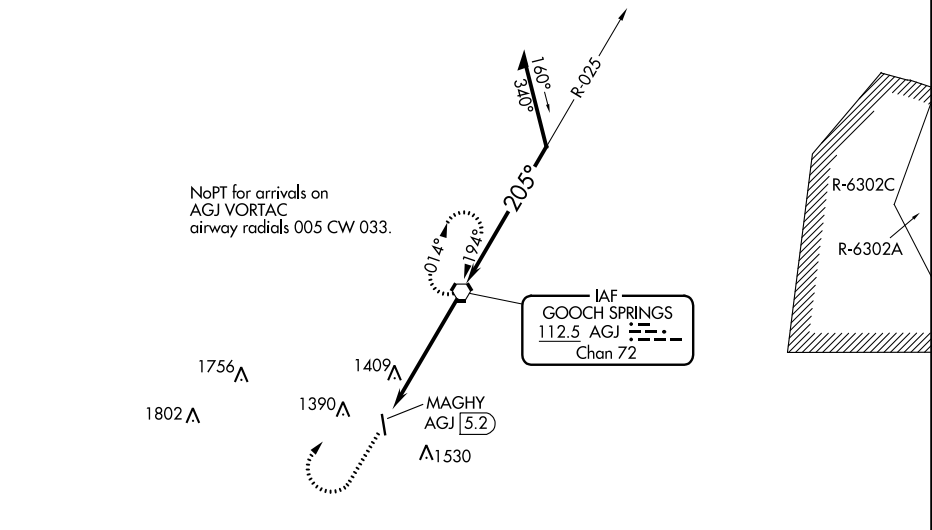 160°
340°
R-025
205°
NoPT for arrivals on
AGJ VORTAC
airway radials 005 CW 033.
R-6302C
R-6302A
014°
194°
IAF
GOOCH SPRINGS
112.5 AGJ
Chan 72
1756
1409
1802
1390
MAGHY
AGJ 5.2
1530